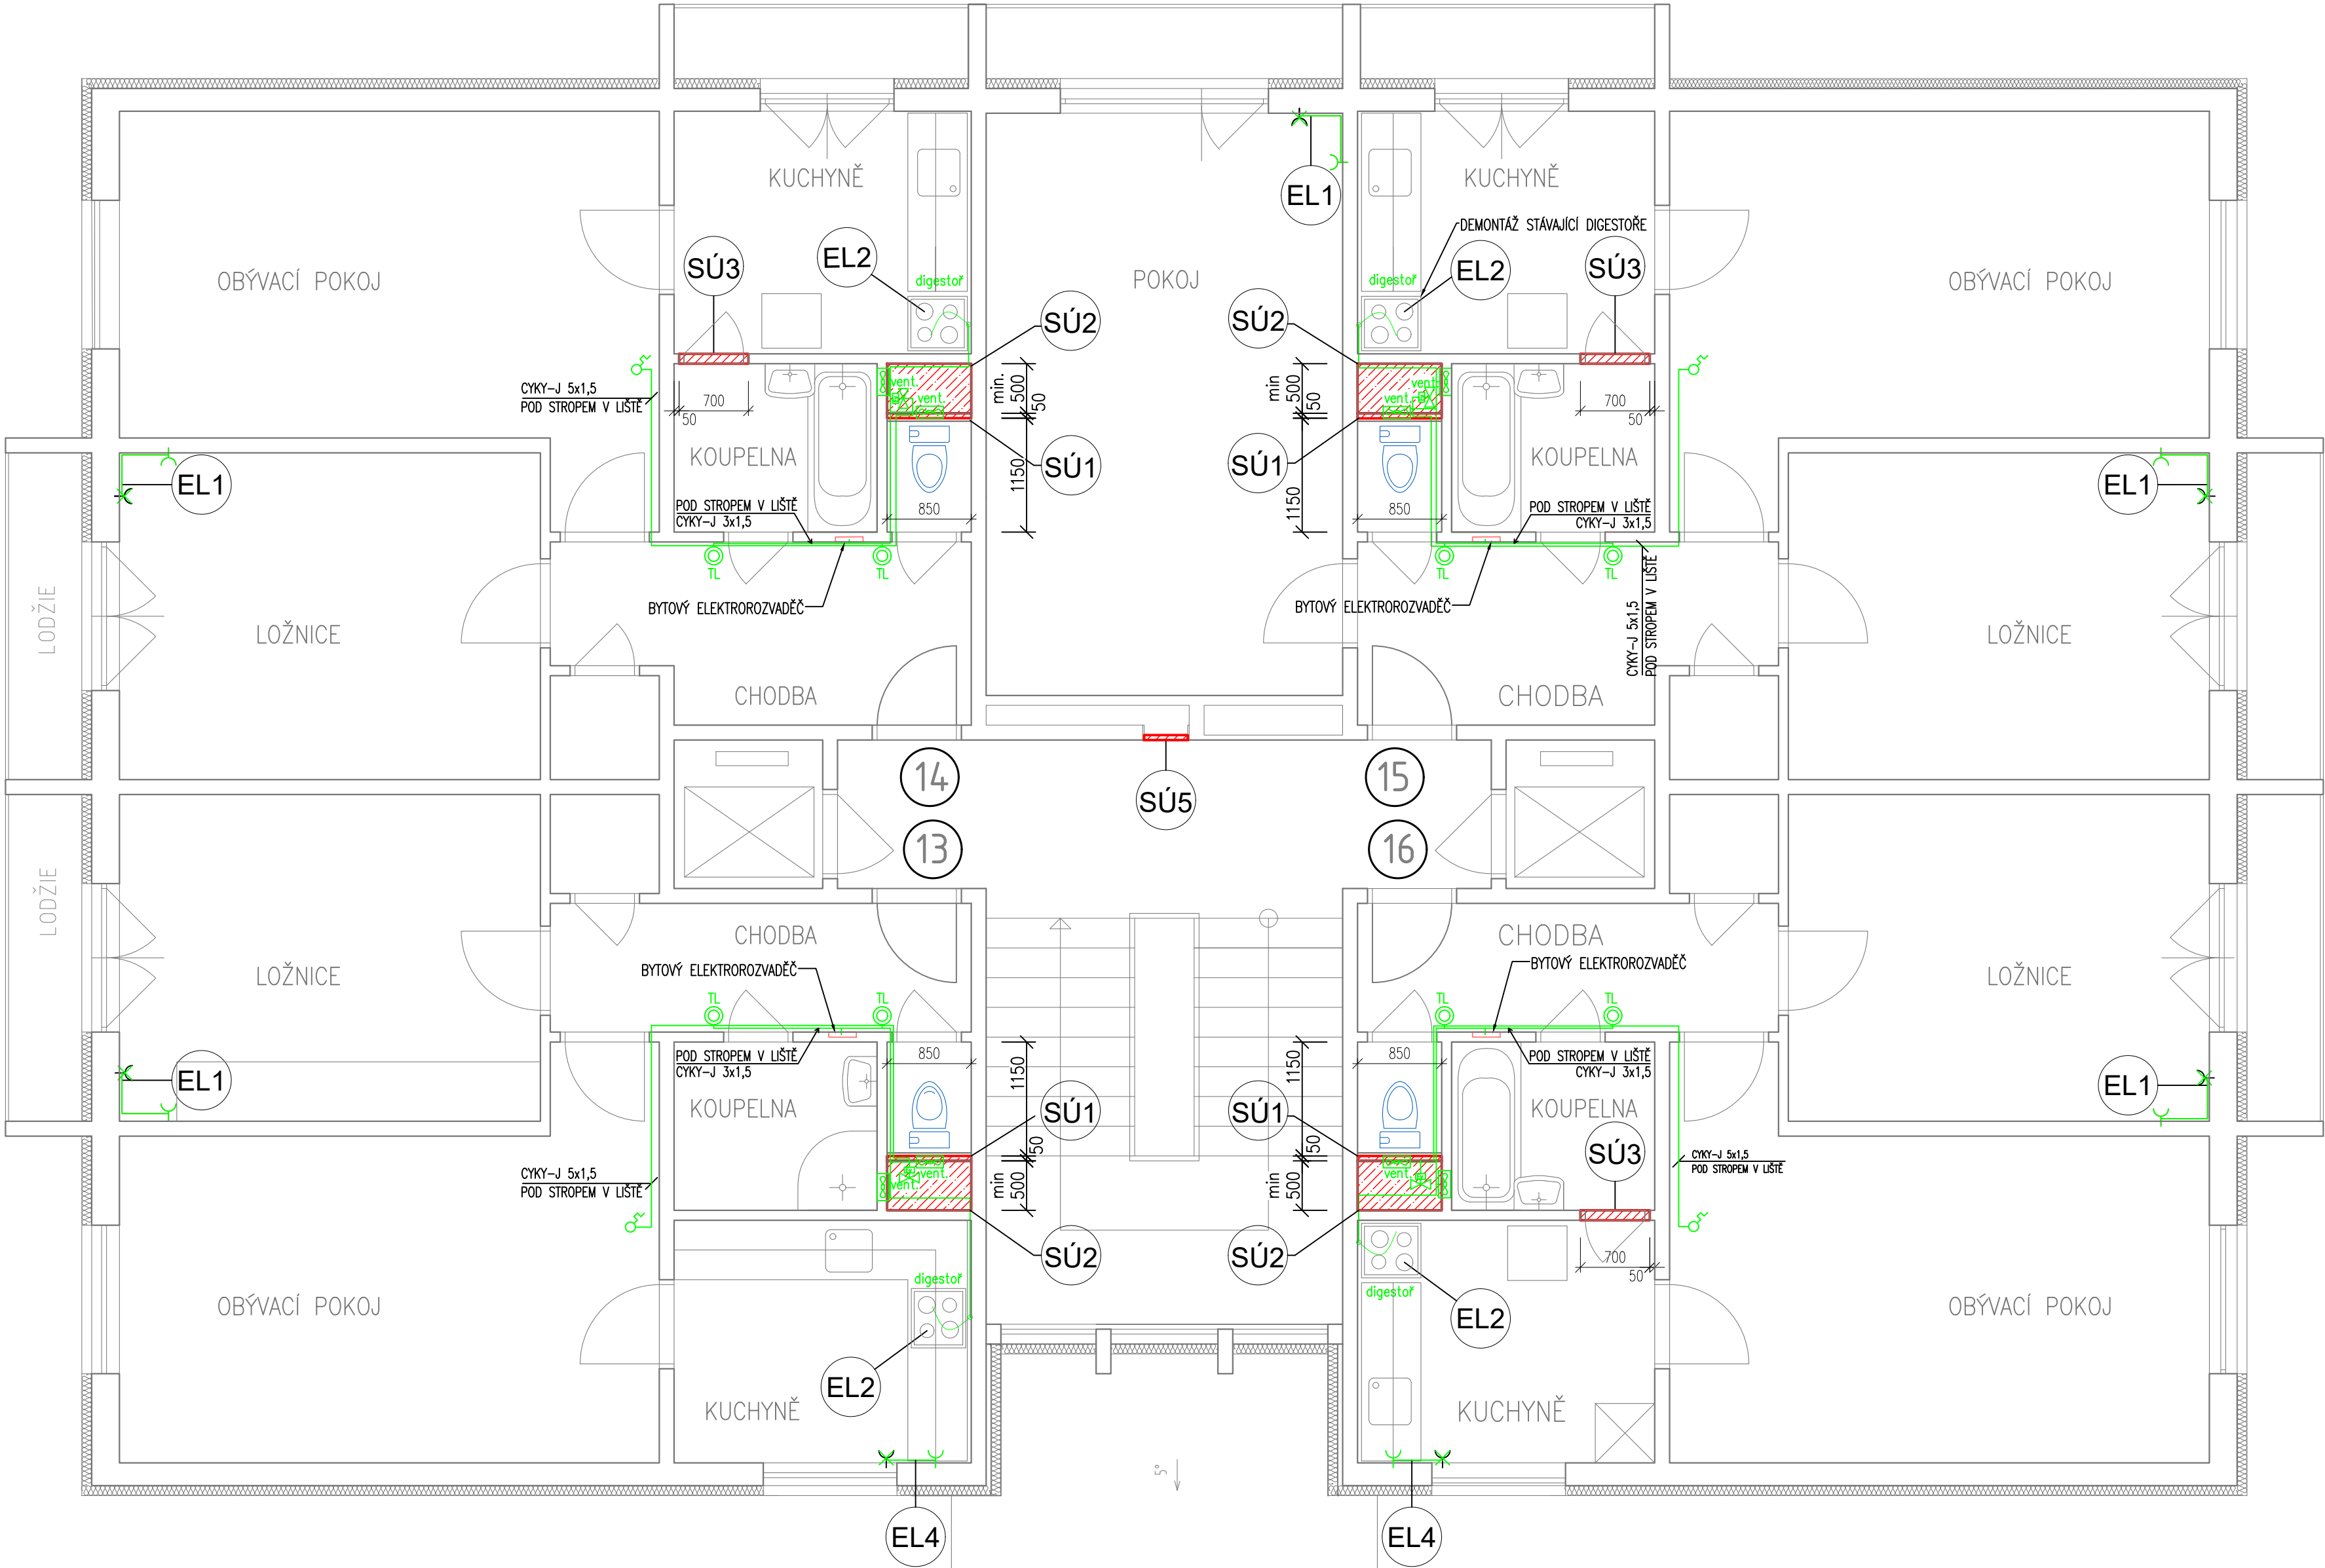 KUCHYNĚ
KUCHYNĚ
EL1
DEMONTÁŽ STÁVAJÍCÍ DIGESTOŘE
SÚ3
EL2
EL2
SÚ3
OBÝVACÍ POKOJ
digestoř
POKOJ
digestoř
OBÝVACÍ POKOJ
SÚ2
SÚ2
CYKY-J 5x1,5
POD STROPEM V LIŠTĚ
700
50
vent.
vent.
min.
500
50
min
500
50
vent.
vent.
700
50
KOUPELNA
SÚ1
SÚ1
KOUPELNA
EL1
EL1
1150
1150
POD STROPEM V LIŠTĚ
CYKY-J 3x1,5
850
850
POD STROPEM V LIŠTĚ
CYKY-J 3x1,5
TL
TL
TL
TL
BYTOVÝ ELEKTROROZVADĚČ
BYTOVÝ ELEKTROROZVADĚČ
CYKY-J 5x1,5
POD STROPEM V LIŠTĚ
LODŽIE
LOŽNICE
LOŽNICE
CHODBA
CHODBA
14
15
SÚ5
13
16
LODŽIE
CHODBA
CHODBA
LOŽNICE
LOŽNICE
BYTOVÝ ELEKTROROZVADĚČ
BYTOVÝ ELEKTROROZVADĚČ
TL
TL
TL
TL
POD STROPEM V LIŠTĚ
CYKY-J 3x1,5
850
850
POD STROPEM V LIŠTĚ
CYKY-J 3x1,5
1150
1150
EL1
EL1
KOUPELNA
SÚ1
SÚ1
KOUPELNA
50
50
SÚ3
CYKY-J 5x1,5
POD STROPEM V LIŠTĚ
vent.
vent.
min
500
min
500
vent.
CYKY-J 5x1,5
POD STROPEM V LIŠTĚ
SÚ2
SÚ2
700
50
digestoř
digestoř
OBÝVACÍ POKOJ
EL2
OBÝVACÍ POKOJ
EL2
KUCHYNĚ
KUCHYNĚ
5°
EL4
EL4